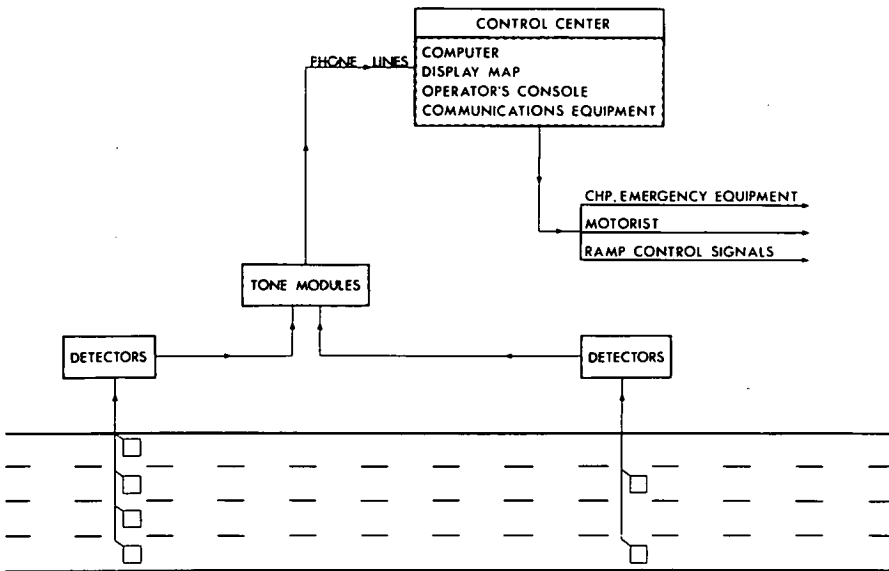 CONTROL CENTER
COMPUTER
DISPLAY MAP
OPERATOR'S CONSOLE
COMMUNICATIONS EQUIPMENT
PHONE LINES
CHP, EMERGENCY EQUIPMENT
MOTORIST
RAMP CONTROL SIGNALS
TONE MODULES
DETECTORS
DETECTORS